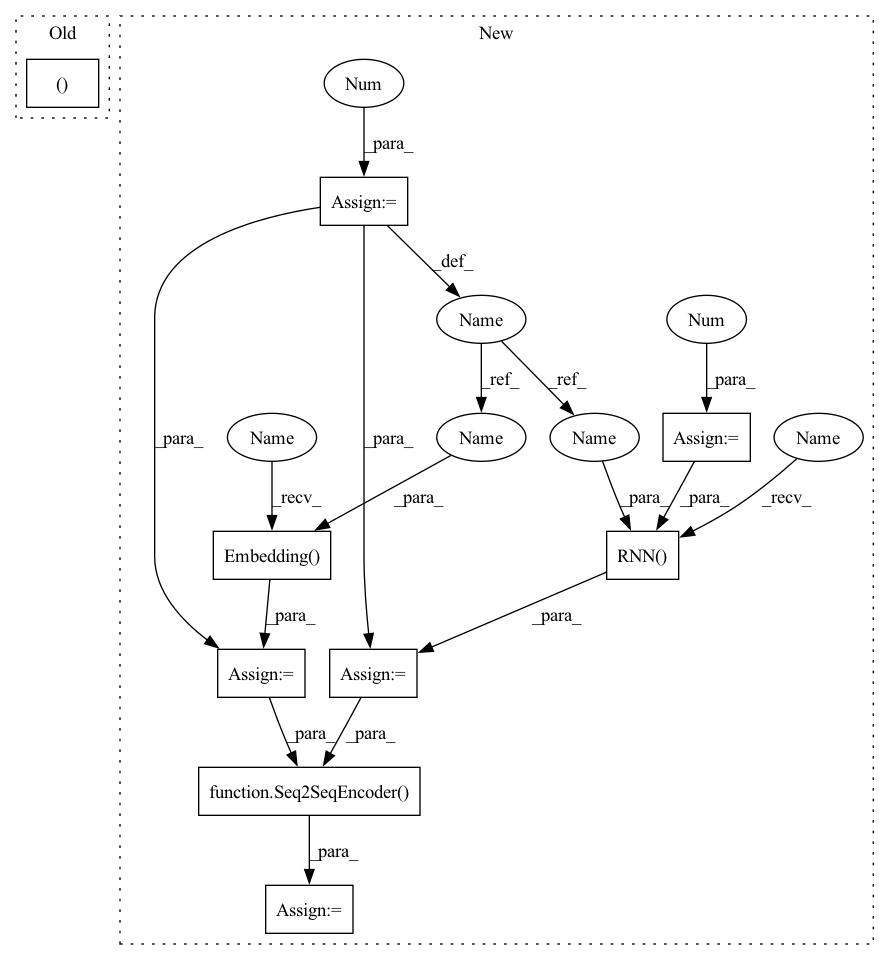 Old
New
()
Num
_para_
Assign:=
_def_
Name
Num
_ref_
_ref_
_para_
_para_
_para_
Name
Name
Name
Assign:=
Name
_recv_
_para_
_para_
_para_
_recv_
Embedding()
RNN()
_para_
_para_
Assign:=
Assign:=
_para_
_para_
function.Seq2SeqEncoder()
_para_
Assign:=